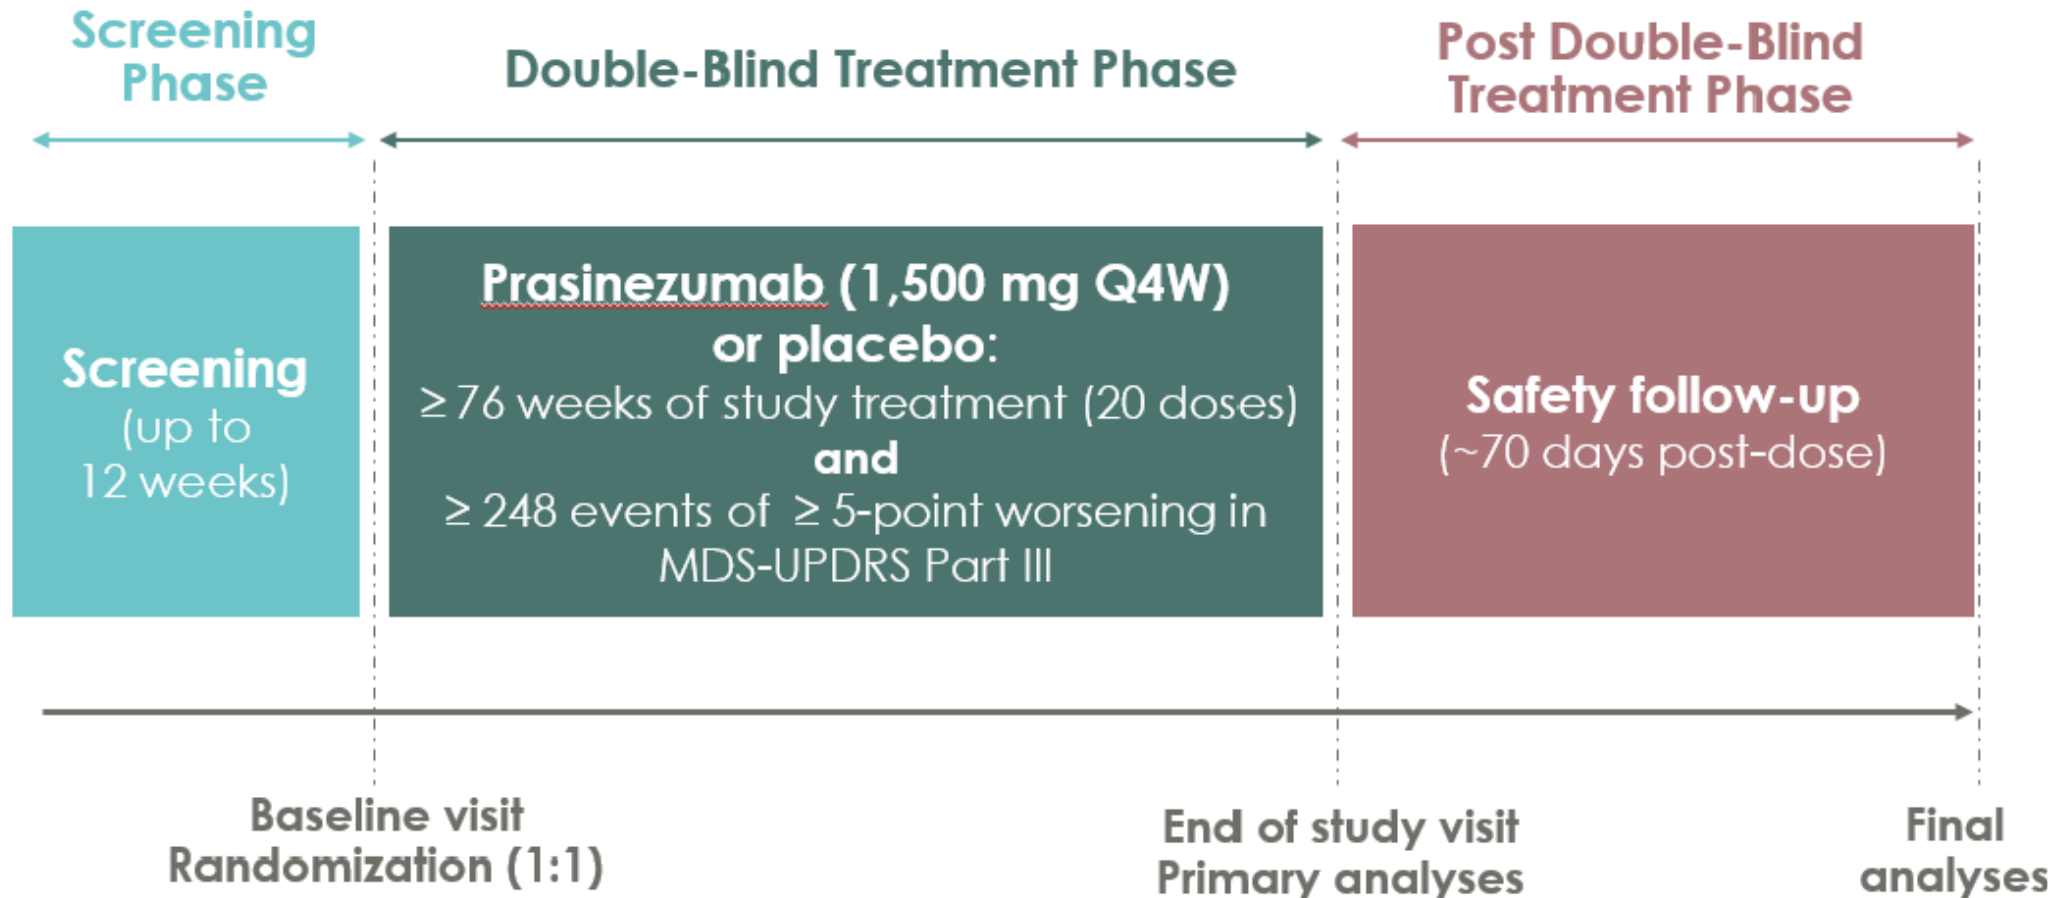 Screening
Phase
Double-Blind Treatment Phase
Post Double-Blind
Treatment Phase
Screening
(up to
12 weeks)
Prasinezumab (1,500 mg Q4W)
or placebo:
≥ 76 weeks of study treatment (20 doses)
and
≥ 248 events of ≥ 5-point worsening in
MDS-UPDRS Part III
Safety follow-up
(~70 days post-dose)
Baseline visit
Randomization (1:1)
End of study visit
Primary analyses
Final
analyses